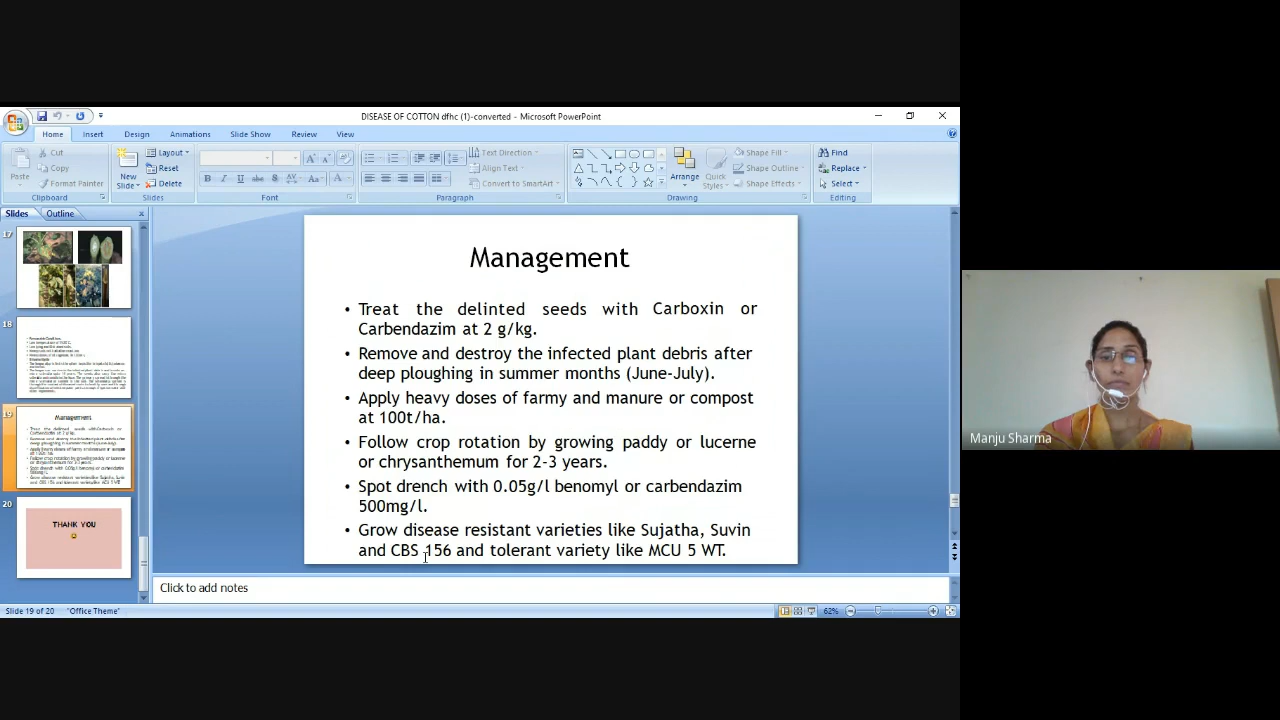 DISEASE OF COTTON dfhc (1)-converted - Microsoft PowerPoint
Home Insert Design Animations Slide Show Review View
Paste
Cut
Copy
Format Painter
Clipboard
New
Slide
Layout
Reset
Delete
Slides
Font
Text Direction
Align Text
Convert to SmartArt
Paragraph
Arrange
Quick
Styles
Shape Fill
Shape Outline
Shape Effects
Drawing
Find
Replace
Select
Editing
Slides Outline
17
18
19
Management
20
THANK YOU
Management
• Treat the delinted seeds with Carboxin or
Carbendazim at 2 g/kg.
• Remove and destroy the infected plant debris after
deep ploughing in summer months (June-July).
• Apply heavy doses of farmy and manure or compost
at 100t/ha.
• Follow crop rotation by growing paddy or lucerne
or chrysanthemum for 2-3 years.
• Spot drench with 0.05g/l benomyl or carbendazim
500mg/l.
• Grow disease resistant varieties like Sujatha, Suvin
and CBS 156 and tolerant variety like MCU 5 WT.
Click to add notes
Slide 19 of 20 "Office Theme" 62%
Manju Sharma